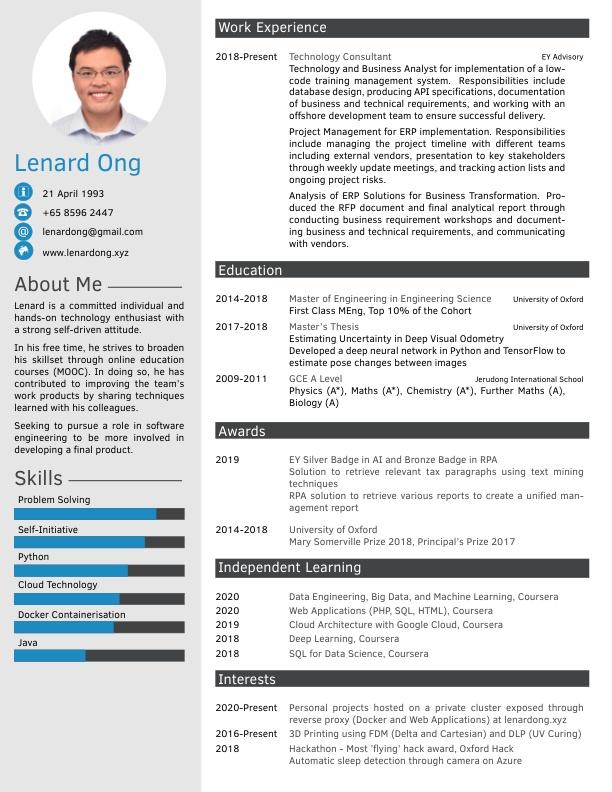 Lenard Ong
21 April 1993
+65 8596 2447
lenardong@gmail.com
www.lenardong.xyz
About Me
Lenard is a committed individual and
hands-on technology enthusiast with
a strong self-driven attitude.
In his free time, he strives to broaden
his skillset through online education
courses (MOOC). In doing so, he has
contributed to improving the team's
work products by sharing techniques
learned with his colleagues.
Seeking to pursue a role in software
engineering to be more involved in
developing a final product.
Skills
Problem Solving
Self-Initiative
Python
Cloud Technology
Docker Containerisation
Java
Work Experience
2018-Present Technology Consultant EY Advisory
Technology and Business Analyst for implementation of a low-
code training management system. Responsibilities include
database design, producing API specifications, documentation
of business and technical requirements, and working with an
offshore development team to ensure successful delivery.
Project Management for ERP implementation. Responsibilities
include managing the project timeline with different teams
including external vendors, presentation to key stakeholders
through weekly update meetings, and tracking action lists and
ongoing project risks.
Analysis of ERP Solutions for Business Transformation. Pro-
duced the RFP document and final analytical report through
conducting business requirement workshops and document-
ing business and technical requirements, and communicating
with vendors.
Education
2014-2018 Master of Engineering in Engineering Science University of Oxford
First Class MEng, Top 10% of the Cohort
2017-2018 Master's Thesis University of Oxford
Estimating Uncertainty in Deep Visual Odometry
Developed a deep neural network in Python and TensorFlow to
estimate pose changes between images
2009-2011 GCE A Level Jerudong International School
Physics (A*), Maths (A*), Chemistry (A*), Further Maths (A),
Biology (A)
Awards
2019 EY Silver Badge in AI and Bronze Badge in RPA
Solution to retrieve relevant tax paragraphs using text mining
techniques
RPA solution to retrieve various reports to create a unified man-
agement report
2014-2018 University of Oxford
Mary Somerville Prize 2018, Principal's Prize 2017
Independent Learning
2020 Data Engineering, Big Data, and Machine Learning, Coursera
2020 Web Applications (PHP, SQL, HTML), Coursera
2019 Cloud Architecture with Google Cloud, Coursera
2018 Deep Learning, Coursera
2018 SQL for Data Science, Coursera
Interests
2020-Present Personal projects hosted on a private cluster exposed through
reverse proxy (Docker and Web Applications) at lenardong.xyz
2016-Present 3D Printing using FDM (Delta and Cartesian) and DLP (UV Curing)
2018 Hackathon - Most 'flying' hack award, Oxford Hack
Automatic sleep detection through camera on Azure